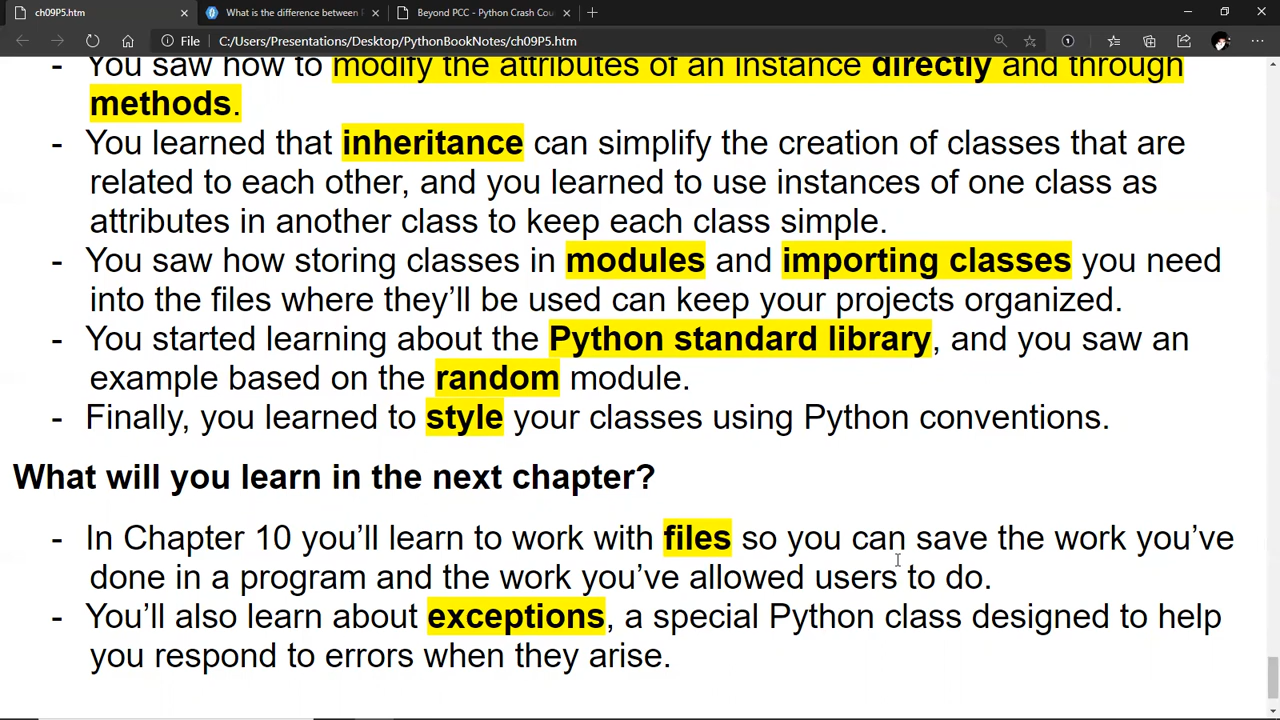 ch09P5.htm
What is the difference between
Beyond PCC - Python Crash Cou
File
C:/Users/Presentations/Desktop/PythonBookNotes/ch09P5.htm
- You saw how to modify the attributes of an instance directly and through
methods.
- You learned that inheritance can simplify the creation of classes that are
related to each other, and you learned to use instances of one class as
attributes in another class to keep each class simple.
- You saw how storing classes in modules and importing classes you need
into the files where they’ll be used can keep your projects organized.
- You started learning about the Python standard library, and you saw an
example based on the random module.
- Finally, you learned to style your classes using Python conventions.
What will you learn in the next chapter?
- In Chapter 10 you’ll learn to work with files so you can save the work you’ve
done in a program and the work you’ve allowed users to do.
- You’ll also learn about exceptions, a special Python class designed to help
you respond to errors when they arise.